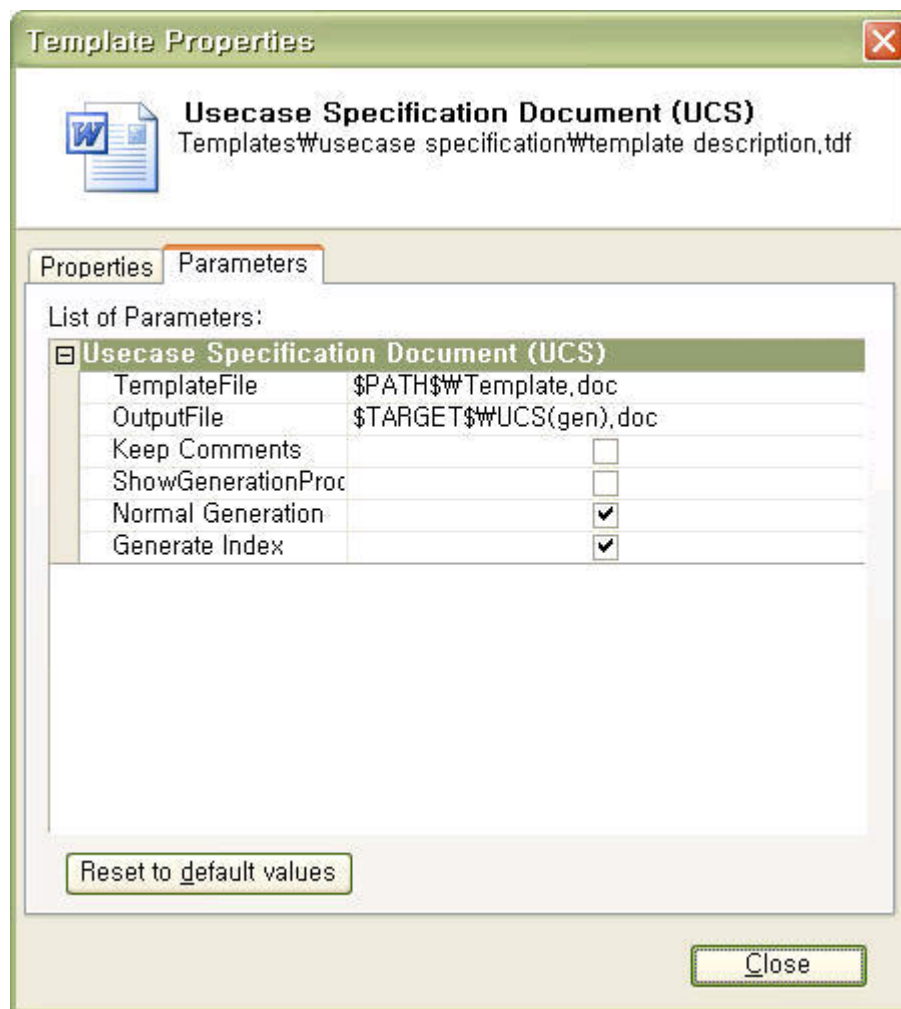 Template Properties
Usecase Specification Document (UCS)
Templates₩usecase specification₩template description.tdf
Properties Parameters
List of Parameters:
Usecase Specification Document (UCS)
TemplateFile $PATH$₩Template.doc
OutputFile $TARGET$₩UCS(gen).doc
Keep Comments
ShowGenerationProc
Normal Generation
Generate Index
Reset to default values
Close